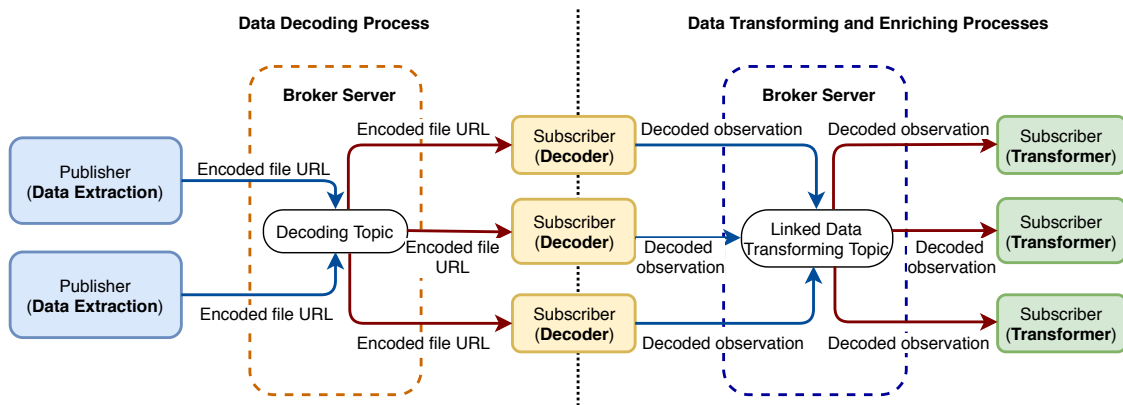 Data Decoding Process
Data Transforming and Enriching Processes
Broker Server
Broker Server
Publisher
(Data Extraction)
Publisher
(Data Extraction)
Encoded file URL
Encoded file URL
Decoding Topic
Encoded file URL
Encoded file
URL
Encoded file URL
Subscriber
(Decoder)
Subscriber
(Decoder)
Subscriber
(Decoder)
Decoded observation
Decoded
observation
Decoded observation
Linked Data
Transforming Topic
Decoded observation
Decoded
observation
Decoded observation
Subscriber
(Transformer)
Subscriber
(Transformer)
Subscriber
(Transformer)